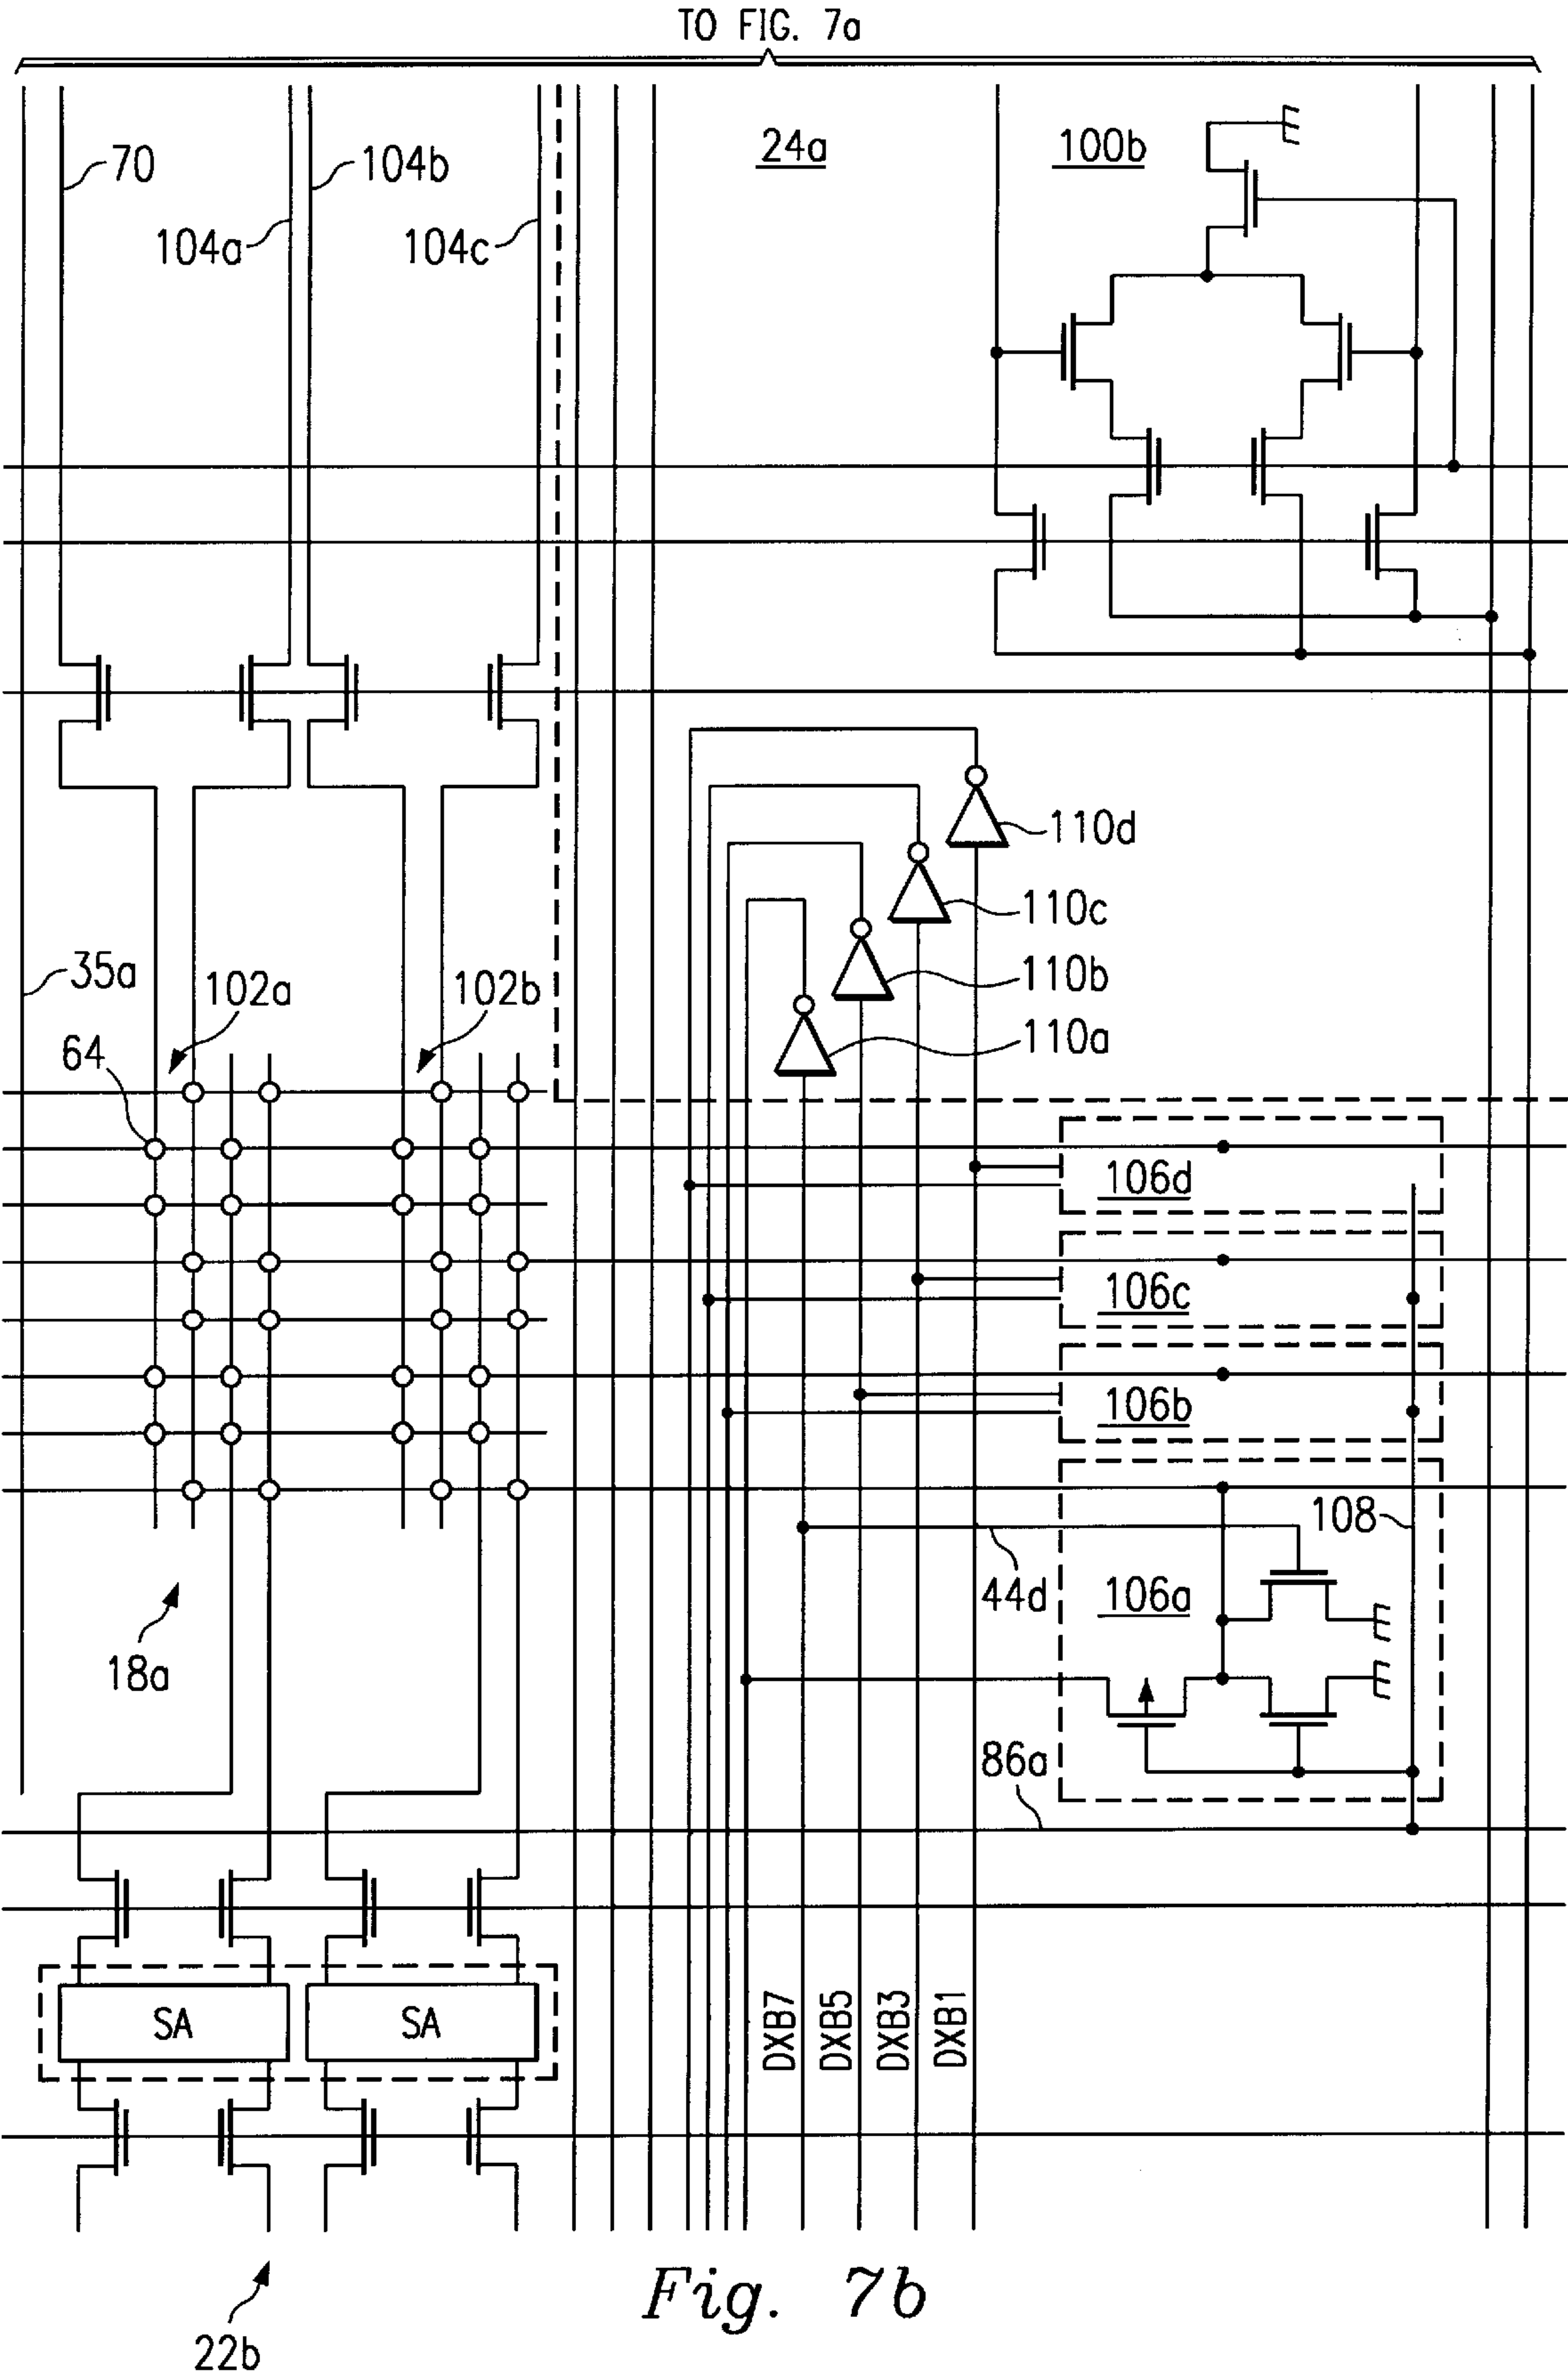 TO FIG. 7a
70
104b
24a
100b
104a
104c
110d
110c
35a
102a
102b
110b
64
110a
106d
106c
106b
108
44d
106a
18a
86a
SA
SA
DXB7
DXB5
DXB3
DXB1
Fig. 7b
22b